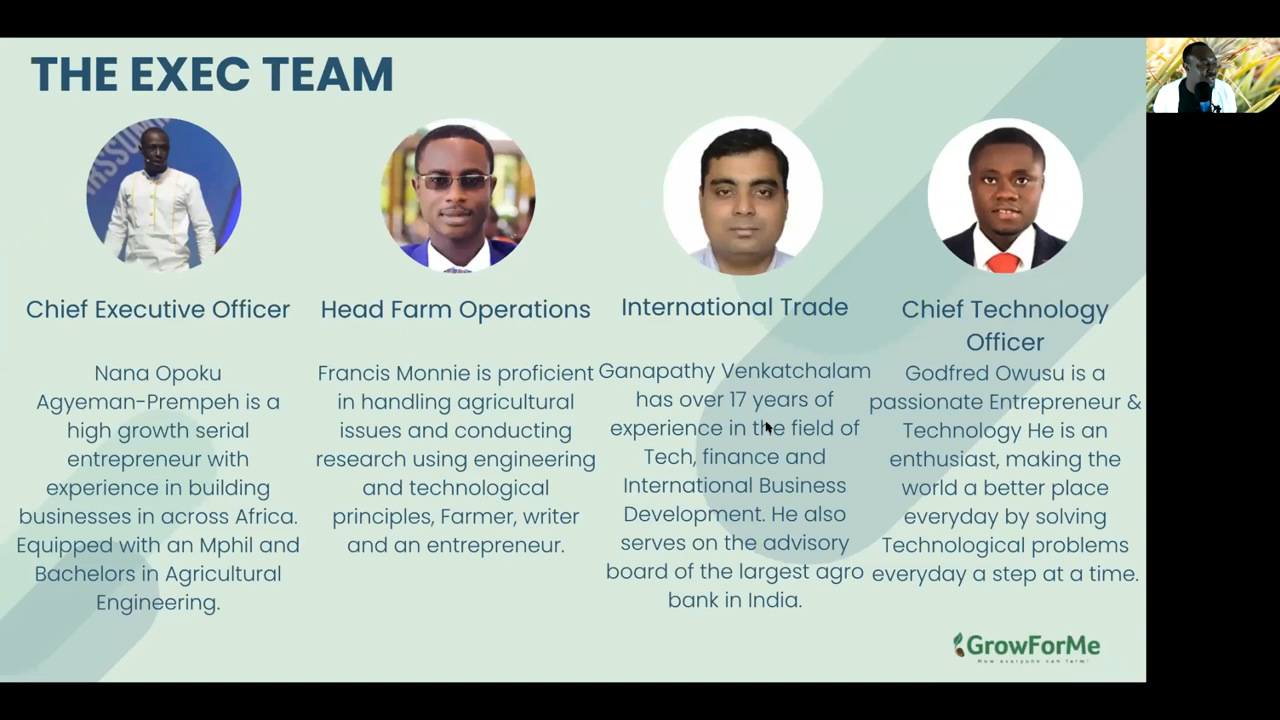 THE EXEC TEAM
RSSUM
Chief Executive Officer
Nana Opoku
Agyeman-Prempeh is a
high growth serial
entrepreneur with
experience in building
businesses in across Africa.
Equipped with an Mphil and
Bachelors in Agricultural
Engineering.
Head Farm Operations
Francis Monnie is proficient
in handling agricultural
issues and conducting
research using engineering
and technological
principles, Farmer, writer
and an entrepreneur.
International Trade
Ganapathy Venkatchalam
has over 17 years of
experience in the field of
Tech, finance and
International Business
Development. He also
serves on the advisory
board of the largest agro
bank in India.
Chief Technology
Officer
Godfred Owusu is a
passionate Entrepreneur &
Technology He is an
enthusiast, making the
world a better place
everyday by solving
Technological problems
everyday a step at a time.
GrowForMe
Now everyone can farm!